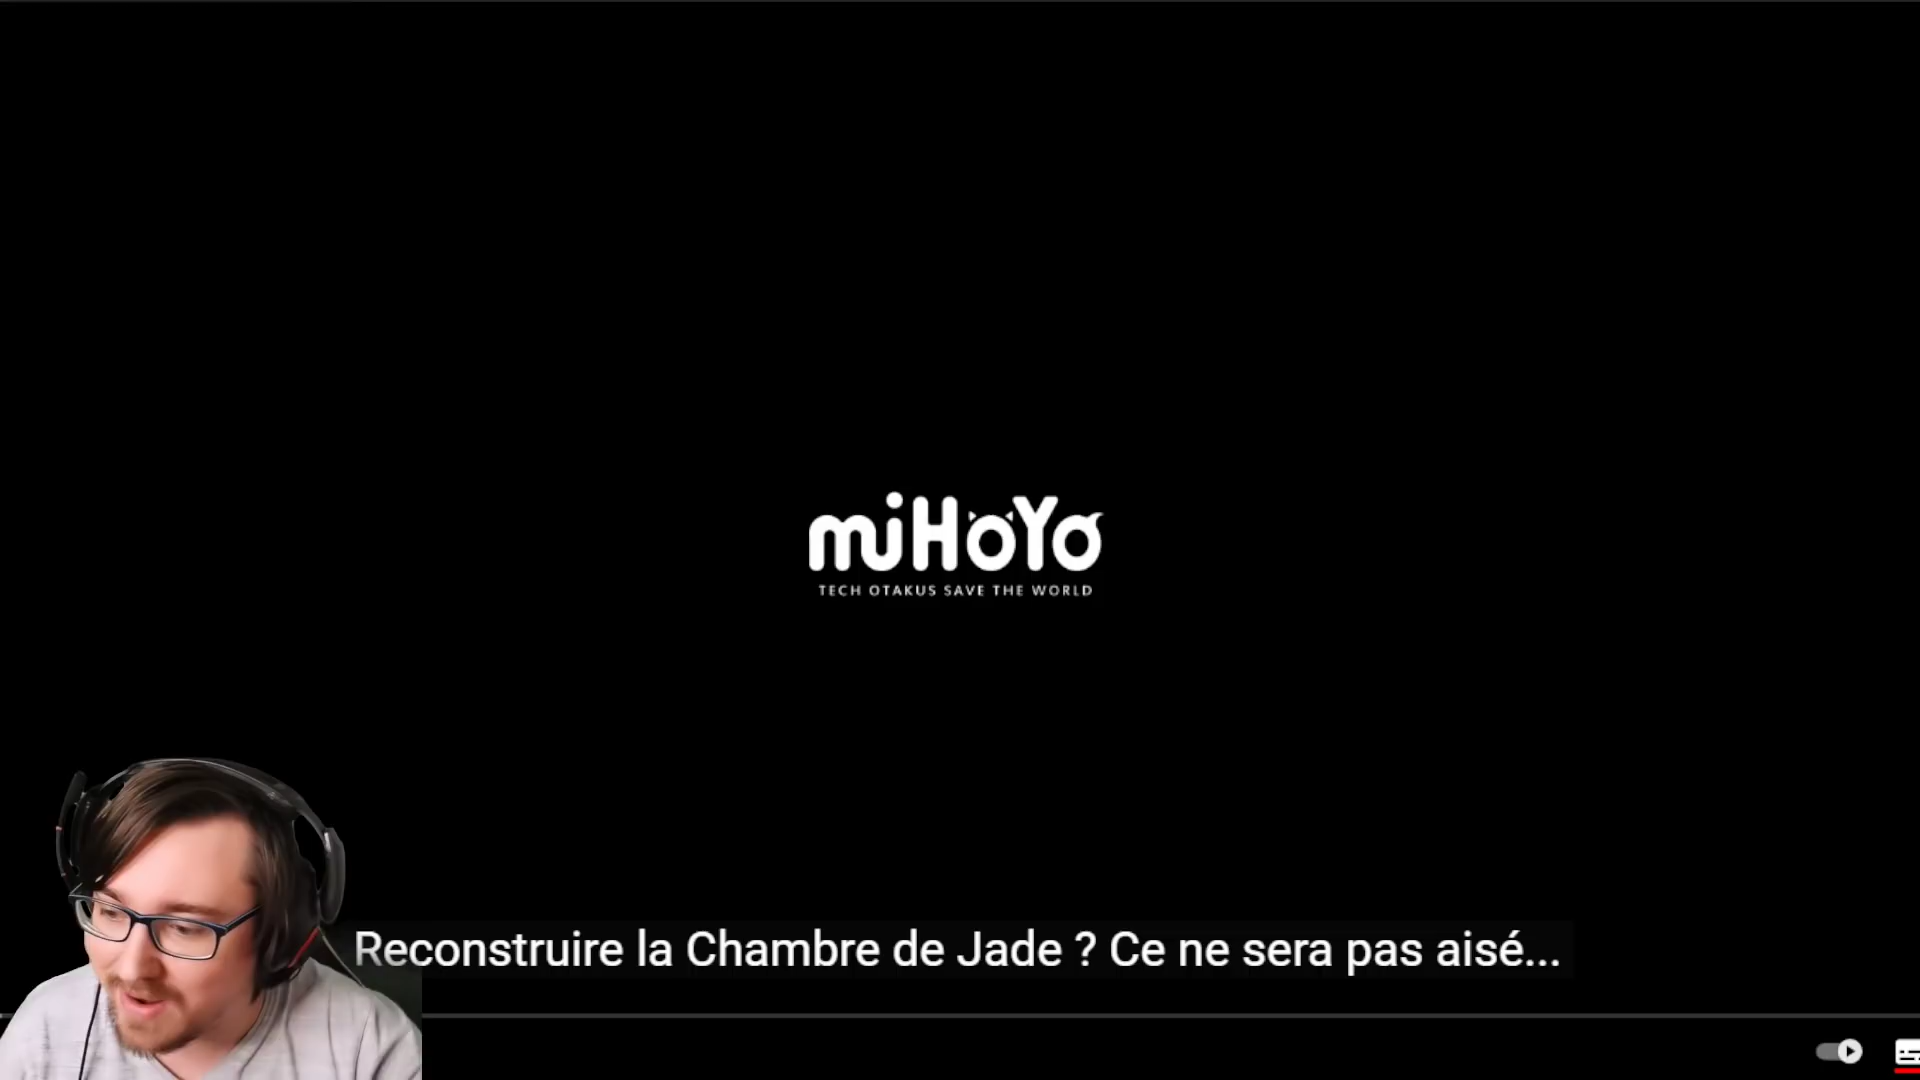 miHoYo
TECH OTAKUS SAVE THE WORLD
Reconstruire la Chambre de Jade ? Ce ne sera pas aisé...